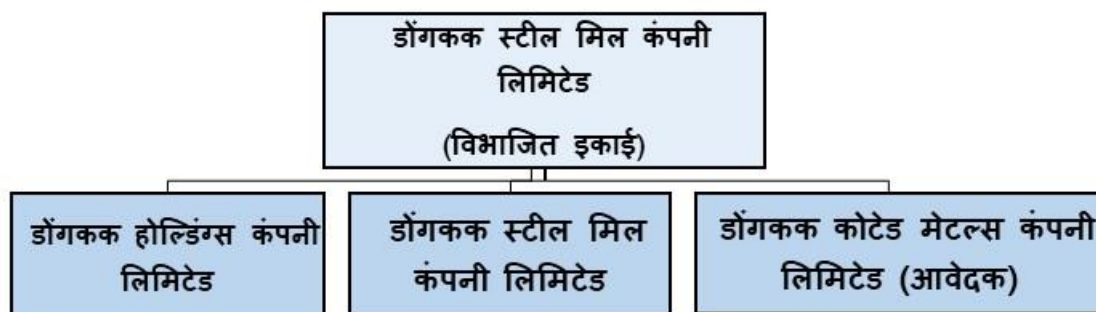 डोंगकक स्टील मिल कंपनी
लिमिटेड
(विभाजित इकाई)
डोंगकक होल्डिंग्स कंपनी
लिमिटेड
डोंगकक स्टील मिल
कंपनी लिमिटेड
डोंगकक कोटेड मेटल्स कंपनी
लिमिटेड (आवेदक)